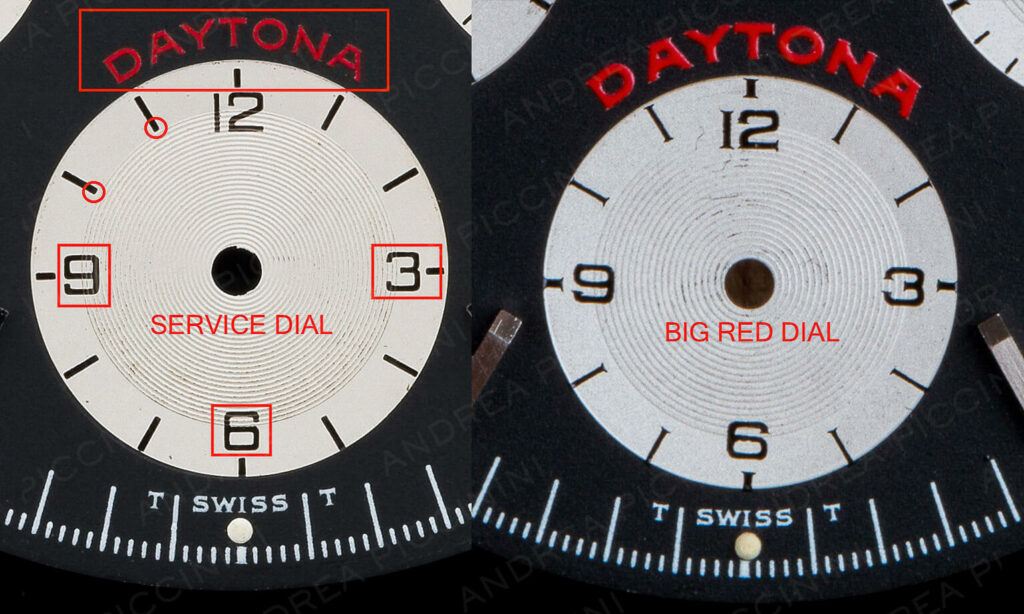 DAYTONA
12
9
3
SERVICE DIAL
6
T SWISS T
DAYTONA
12
9
3
BIG RED DIAL
6
T SWISS T
ANDREA PICCINI